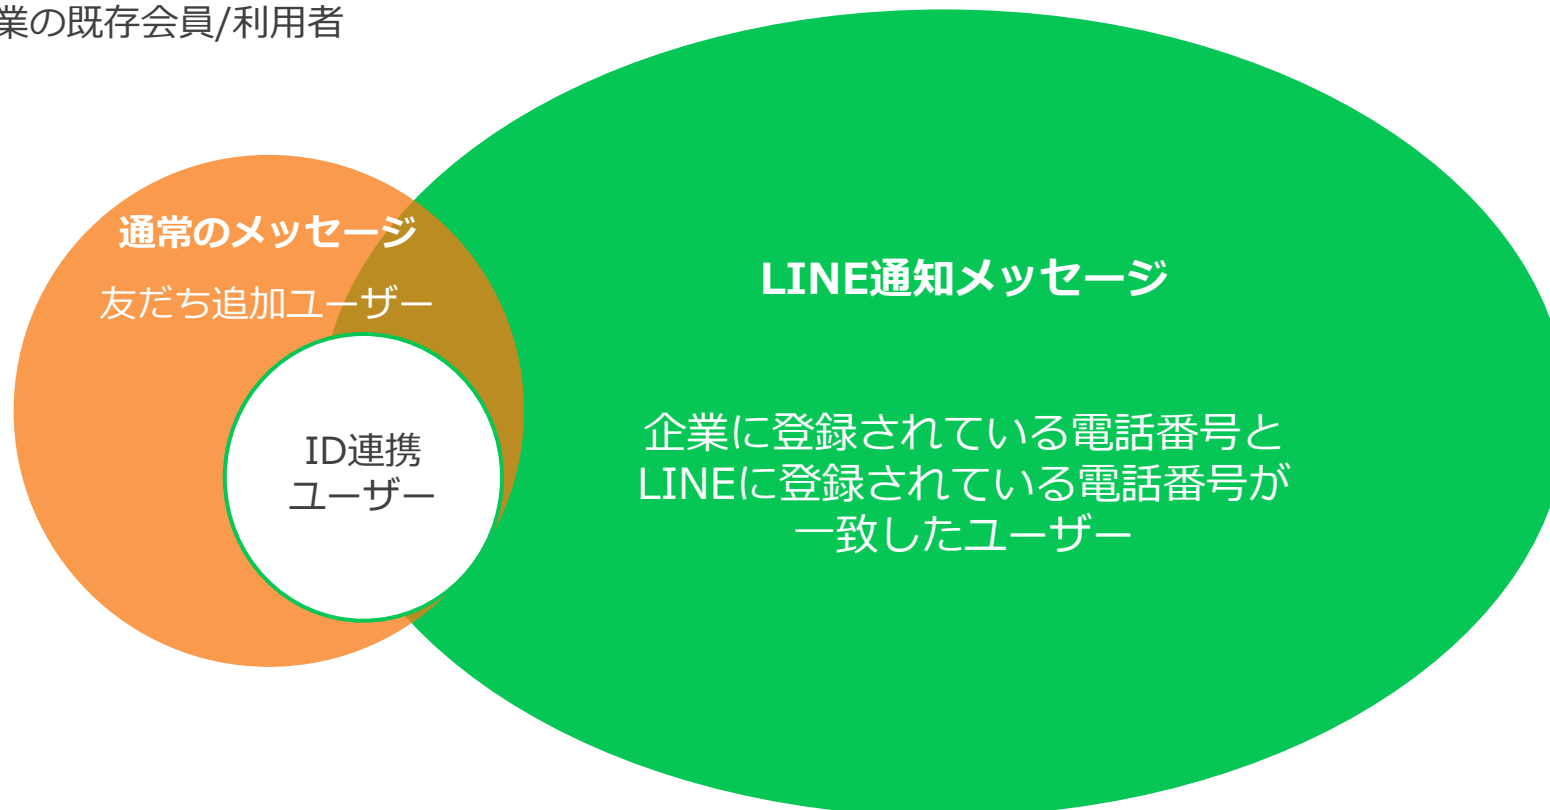 業の既存会員/利用者
通常のメッセージ
友だち追加ユーザー
ID連携
ユーザー
LINE通知メッセージ
企業に登録されている電話番号と
LINEに登録されている電話番号が
一致したユーザー